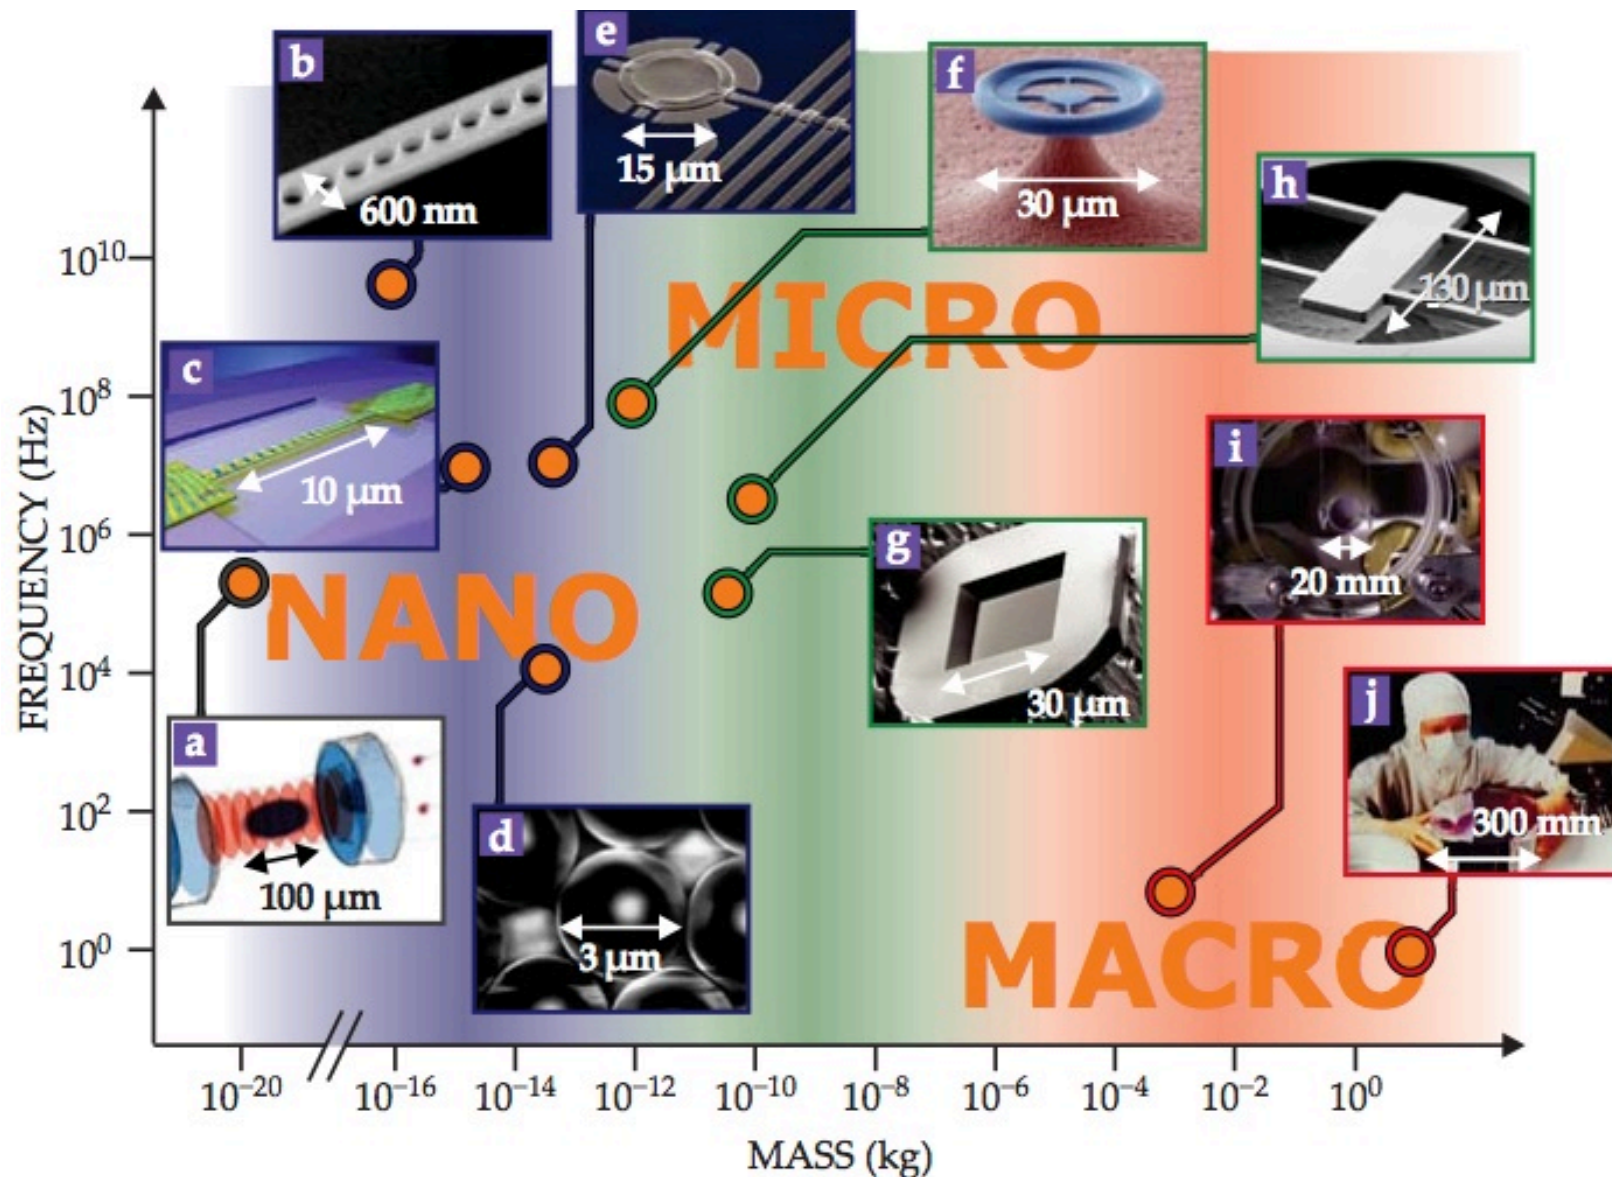 b
600 nm
e
15 µm
f
30 µm
h
130 µm
10¹⁰
MICRO
c
10 µm
10⁸
i
20 mm
10⁶
g
30 µm
NANO
FREQUENCY (Hz)
10⁴
j
300 mm
a
100 µm
10²
d
3 µm
10⁰
MACRO
10⁻²⁰
10⁻¹⁶
10⁻¹⁴
10⁻¹²
10⁻¹⁰
10⁻⁸
10⁻⁶
10⁻⁴
10⁻²
10⁰
MASS (kg)